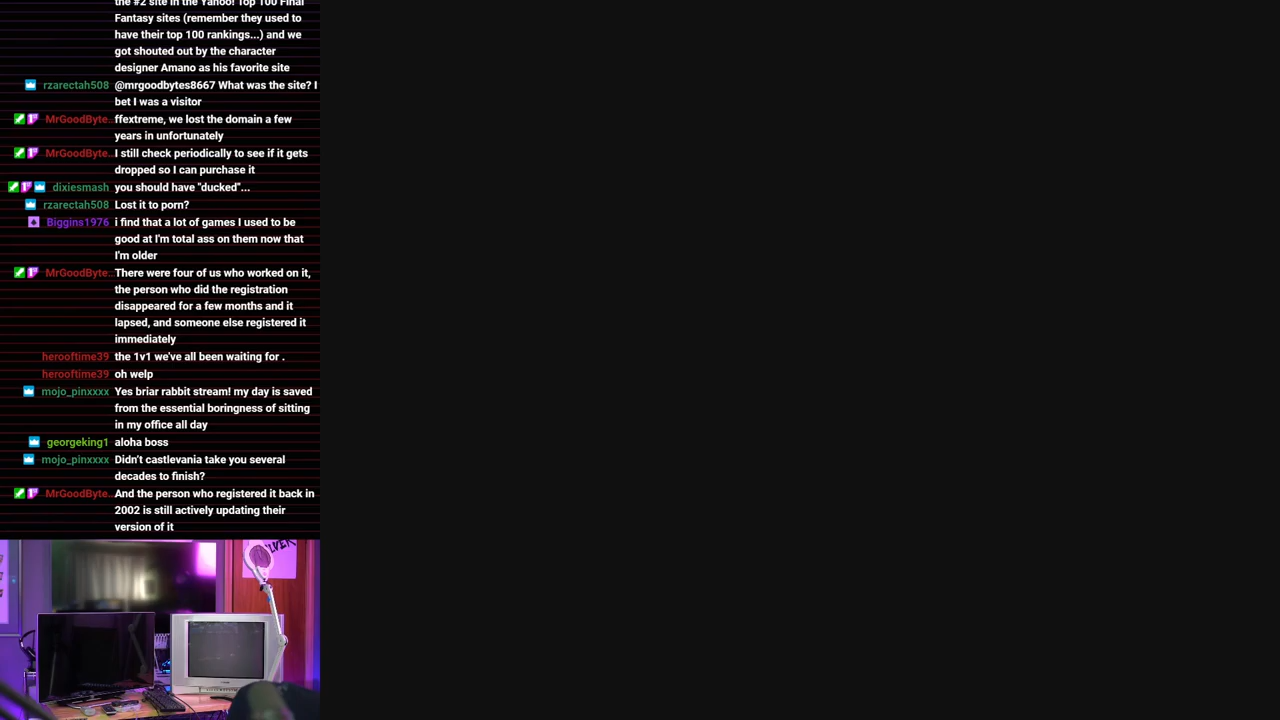 the #2 site in the Yahoo! Top 100 Final
Fantasy sites (remember they used to
have their top 100 rankings...) and we
got shouted out by the character
designer Amano as his favorite site
rzarectah508 @mrgoodbytes8667 What was the site? I
bet I was a visitor
MrGoodByte... ffextreme, we lost the domain a few
years in unfortunately
MrGoodByte... I still check periodically to see if it gets
dropped so I can purchase it
dixiesmash you should have "ducked"...
rzarectah508 Lost it to porn?
Biggins1976 i find that a lot of games I used to be
good at I'm total ass on them now that
I'm older
MrGoodByte... There were four of us who worked on it,
the person who did the registration
disappeared for a few months and it
lapsed, and someone else registered it
immediately
herooftime39 the 1v1 we've all been waiting for .
herooftime39 oh welp
mojo_pinxxxx Yes briar rabbit stream! my day is saved
from the essential boringness of sitting
in my office all day
georgeking1 aloha boss
mojo_pinxxxx Didn't castlevania take you several
decades to finish?
MrGoodByte... And the person who registered it back in
2002 is still actively updating their
version of it